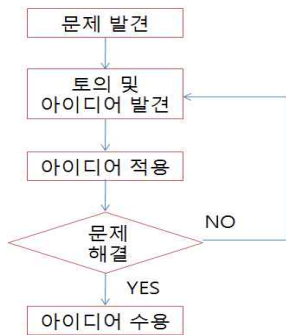 문제 발견
토의 및
아이디어 발견
아이디어 적용
문제
해결
NO
YES
아이디어 수용